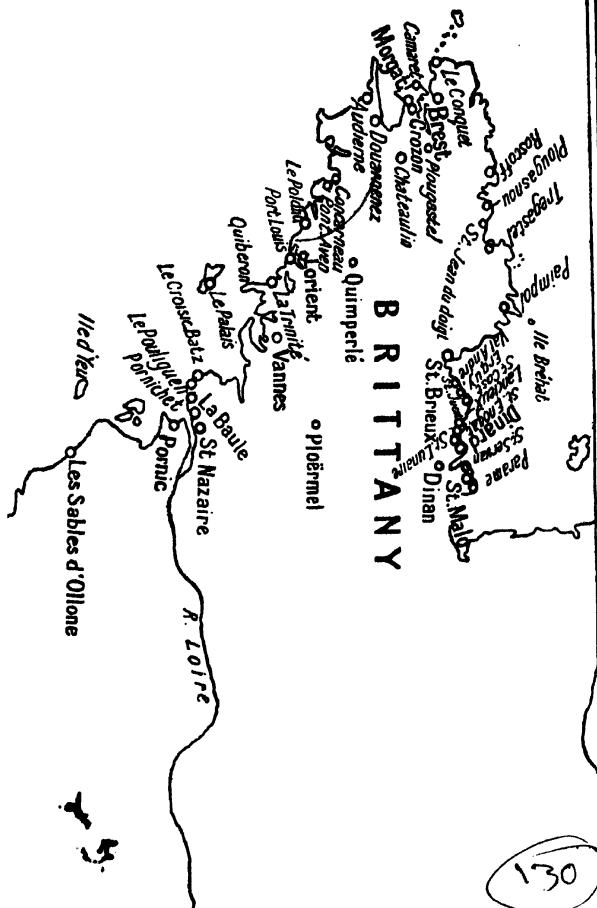 Plougasnou
Roscoff
Tregastel
Paimpol
Ile Bréhat
St. Jean du doigt
Le Conquet
Brest
Plougastel
Camaret
Morgat
Crozon
Chateaulin
Douarnenez
Audierne
Concarneau
Pont Aven
Le Poldu
Port Louis
Lorient
Quimperlé
BRITTANY
Val André
Erquy
St. Cast
Lancieux
St. Enogat
Dinard
St. Servan
Paramé
St. Malo
St. Brieux
St. Lunaire
Dinan
Quiberon
La Trinité
Vannes
Ploërmel
Le Palais
Le Croisic
Batz
Le Pouliguen
Pornichet
La Baule
St Nazaire
Pornic
Ile d'Yeu
Les Sables d'Ollone
R. Loire
130